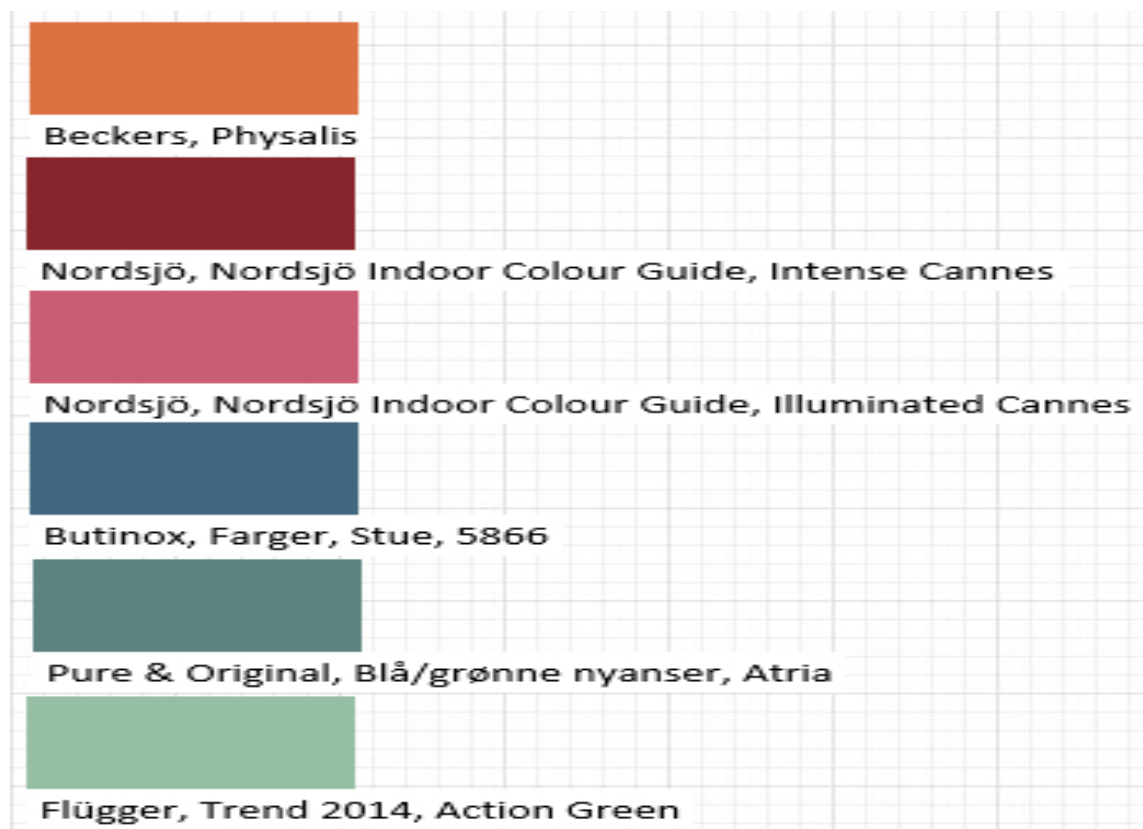 Beckers, Physalis
Nordsjö, Nordsjö Indoor Colour Guide, Intense Cannes
Nordsjö, Nordsjö Indoor Colour Guide, Illuminated Cannes
Butinox, Farger, Stue, 5866
Pure & Original, Blå/grønne nyanser, Atria
Flügger, Trend 2014, Action Green